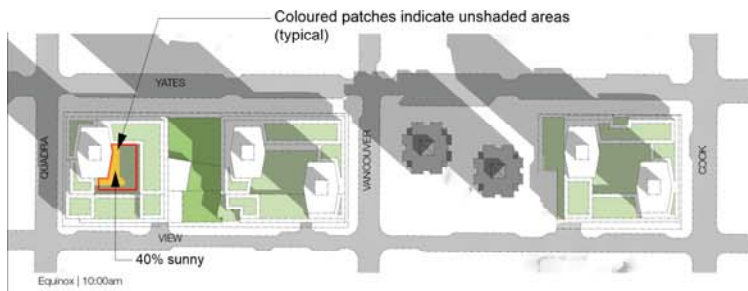 Coloured patches indicate unshaded areas
(typical)
YATES
QUADRA
VANCOUVER
COOK
VIEW
40% sunny
Equinox | 10:00am